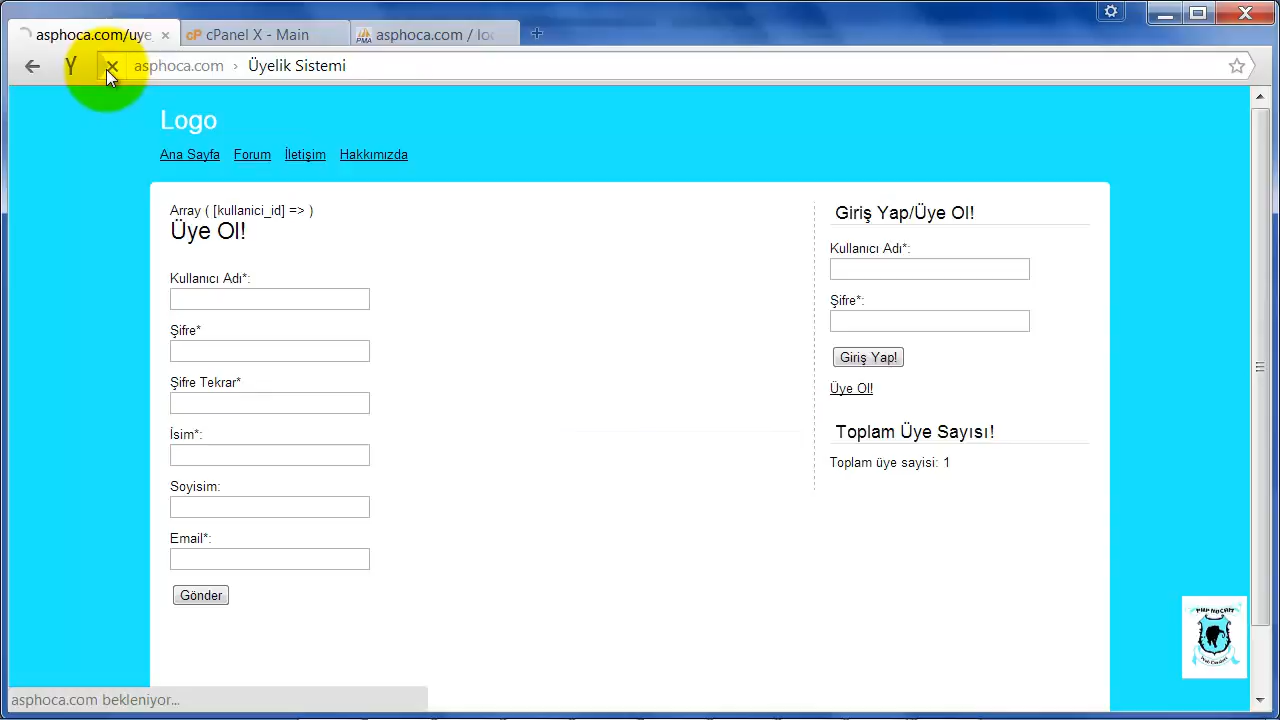 asphoca.com/uye
cPanel X - Main
asphoca.com / loc
asphoca.com › Üyelik Sistemi
Logo
Ana Sayfa Forum İletişim Hakkımızda
Array ( [kullanici_id] => )
Üye Ol!
Kullanıcı Adı*:
Şifre*
Şifre Tekrar*
İsim*:
Soyisim:
Email*:
Gönder
Giriş Yap/Üye Ol!
Kullanıcı Adı*:
Şifre*:
Giriş Yap!
Üye Ol!
Toplam Üye Sayısı!
Toplam üye sayisi: 1
asphoca.com bekleniyor...